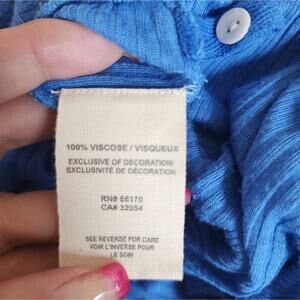 100% VISCOSE / VISQUEUX
EXCLUSIVE OF DECORATION/
EXCLUSIVITÉ DE DÉCORATION
RN# 66170
CA# 32054
SEE REVERSE FOR CARE
VOIR L'INVERSE POUR
LE SOIN